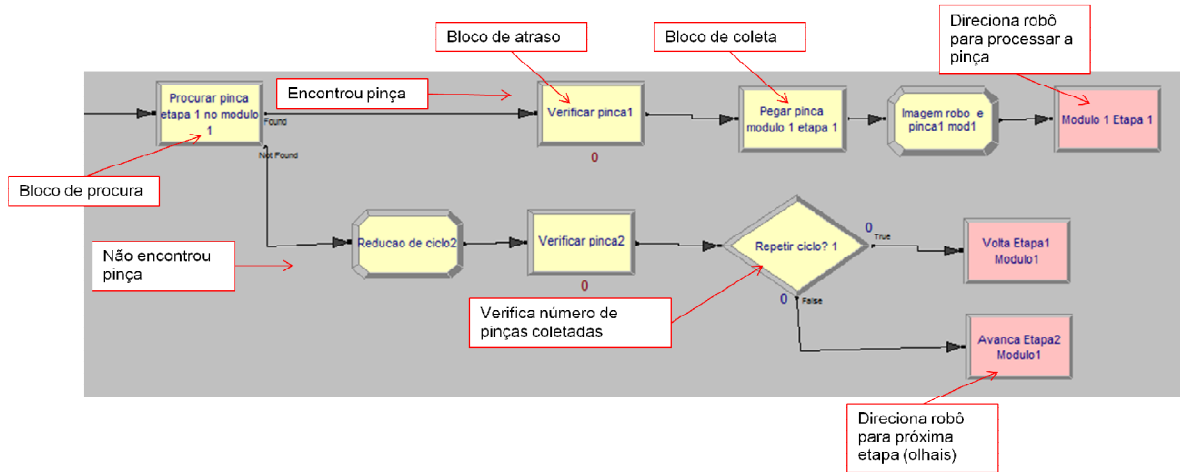 Direciona robô
para processar a
pinça
Bloco de atraso
Bloco de coleta
Encontrou pinça
Procurar pinca
etapa 1 no modulo
1
Found
Not Found
Verificar pinca1
0
Pegar pinca
modulo 1 etapa 1
Imagem robo e
pinca1 mod1
Modulo 1 Etapa 1
Bloco de procura
Não encontrou
pinça
Reducao de ciclo2
Verificar pinca2
0
Repetir ciclo? 1
0
True
0
False
Volta Etapa1
Modulo1
Verifica número de
pinças coletadas
Avanca Etapa2
Modulo1
Direciona robô
para próxima
etapa (olhais)